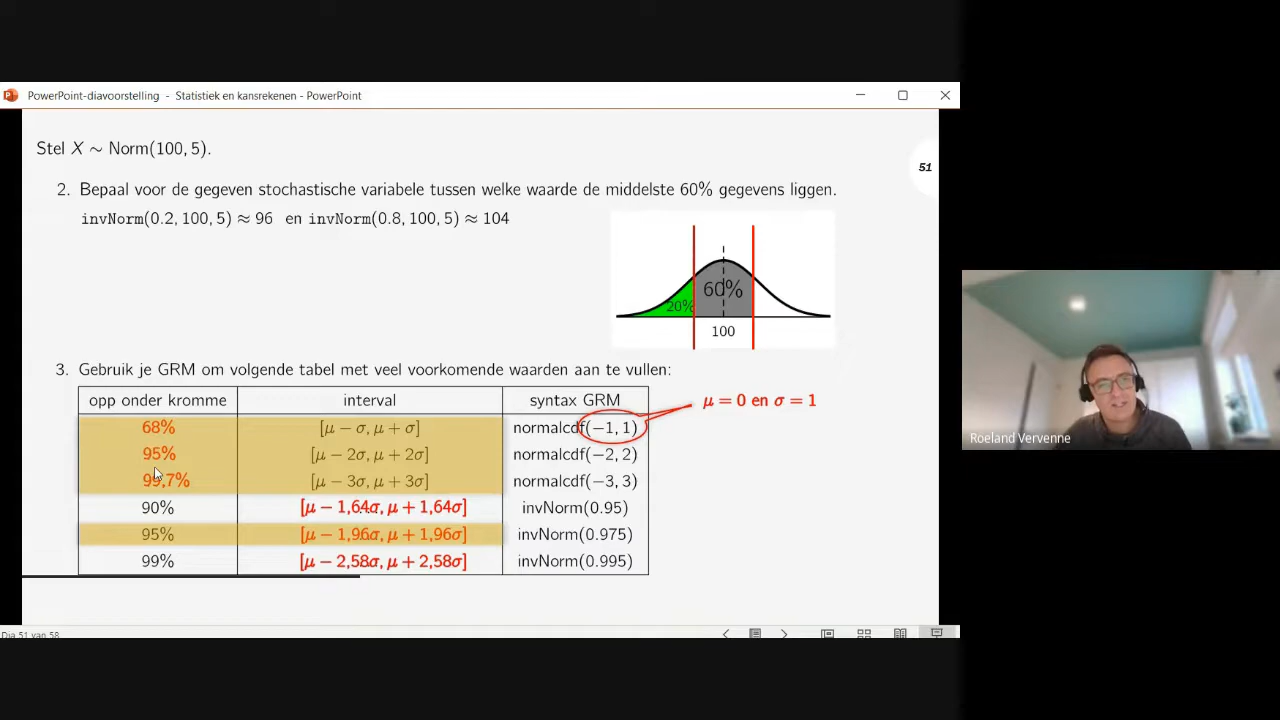 PowerPoint-diavoorstelling - Statistiek en kansrekenen - PowerPoint
Stel X ∼ Norm(100, 5).
51
2. Bepaal voor de gegeven stochastische variabele tussen welke waarde de middelste 60% gegevens liggen.
invNorm(0.2, 100, 5) ≈ 96 en invNorm(0.8, 100, 5) ≈ 104
60%
20%
100
3. Gebruik je GRM om volgende tabel met veel voorkomende waarden aan te vullen:
opp onder kromme interval syntax GRM
μ = 0 en σ = 1
68% [μ − σ, μ + σ] normalcdf(−1, 1)
95% [μ − 2σ, μ + 2σ] normalcdf(−2, 2)
99,7% [μ − 3σ, μ + 3σ] normalcdf(−3, 3)
90% [μ − 1,64σ, μ + 1,64σ] invNorm(0.95)
95% [μ − 1,96σ, μ + 1,96σ] invNorm(0.975)
99% [μ − 2,58σ, μ + 2,58σ] invNorm(0.995)
Dia 51 van 58
Roeland Vervenne